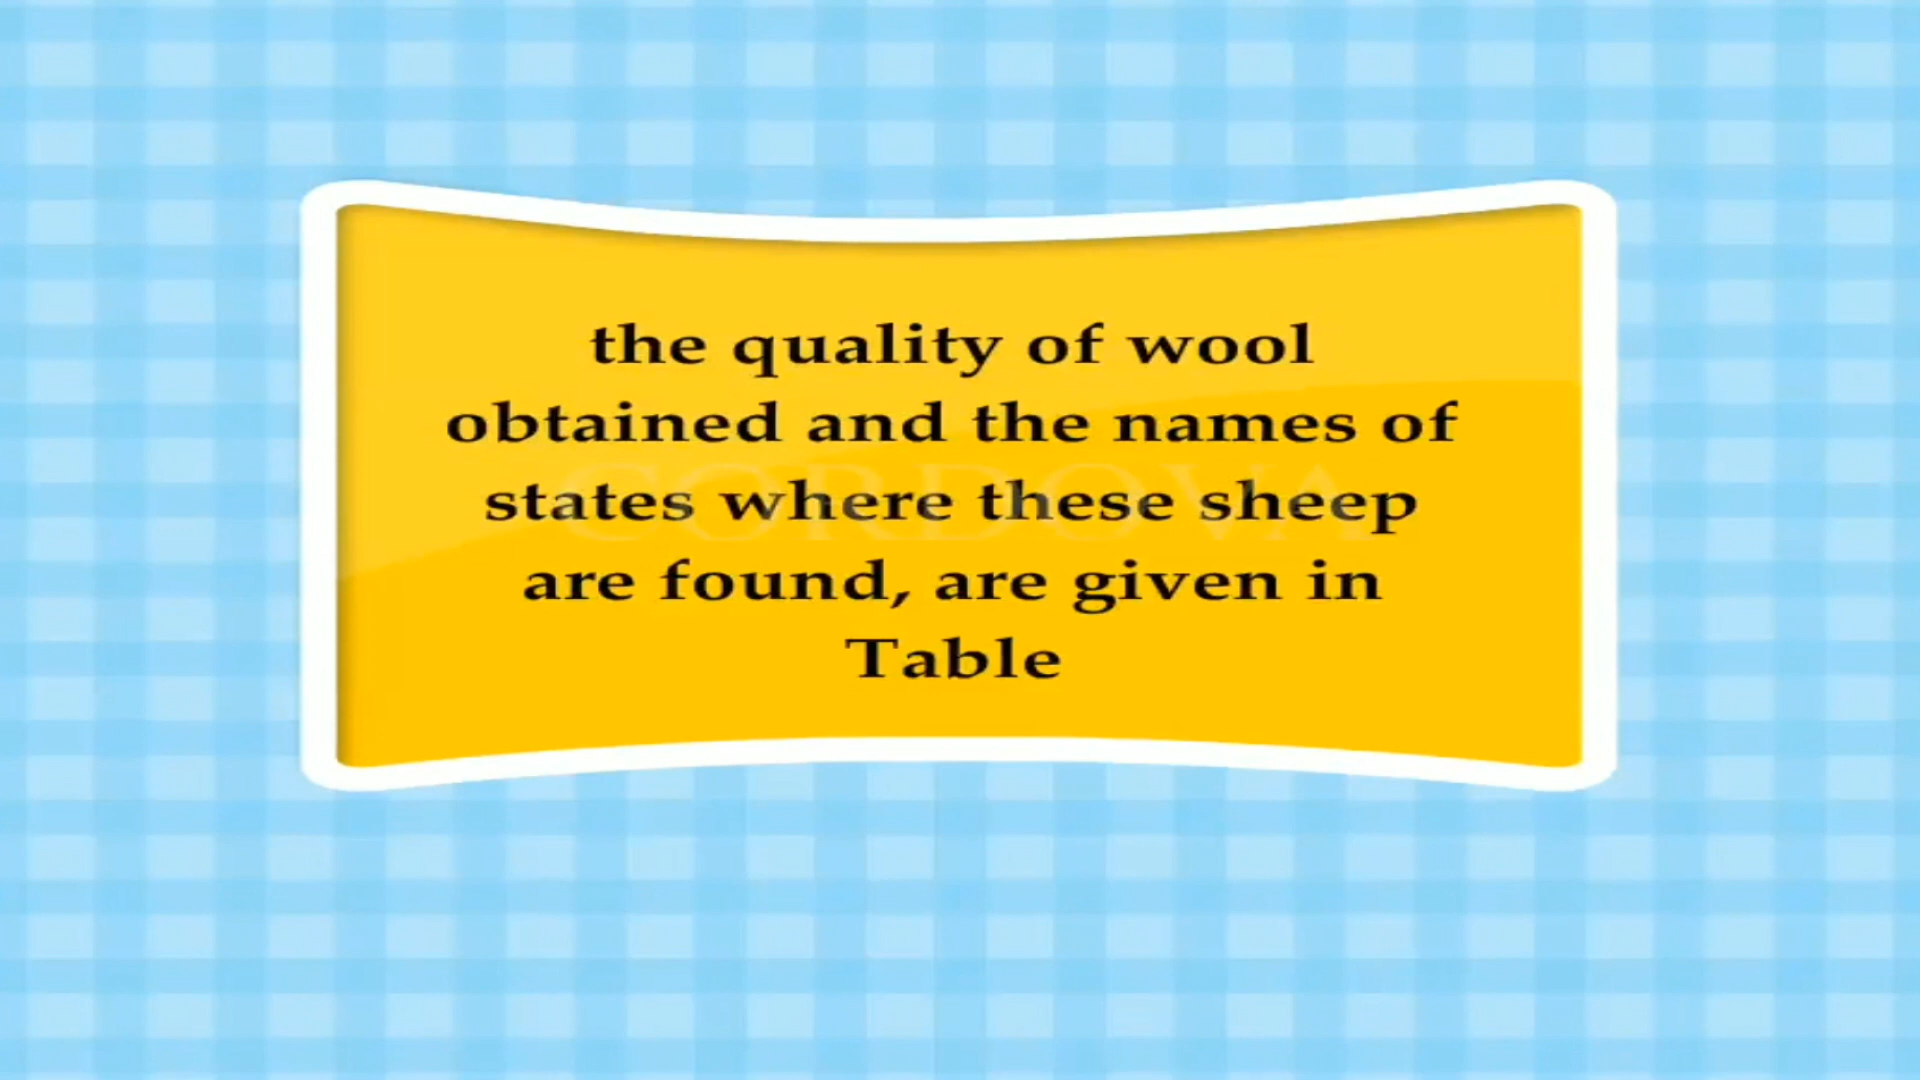 the quality of wool
obtained and the names of
states where these sheep
are found, are given in
Table
CORDOVA